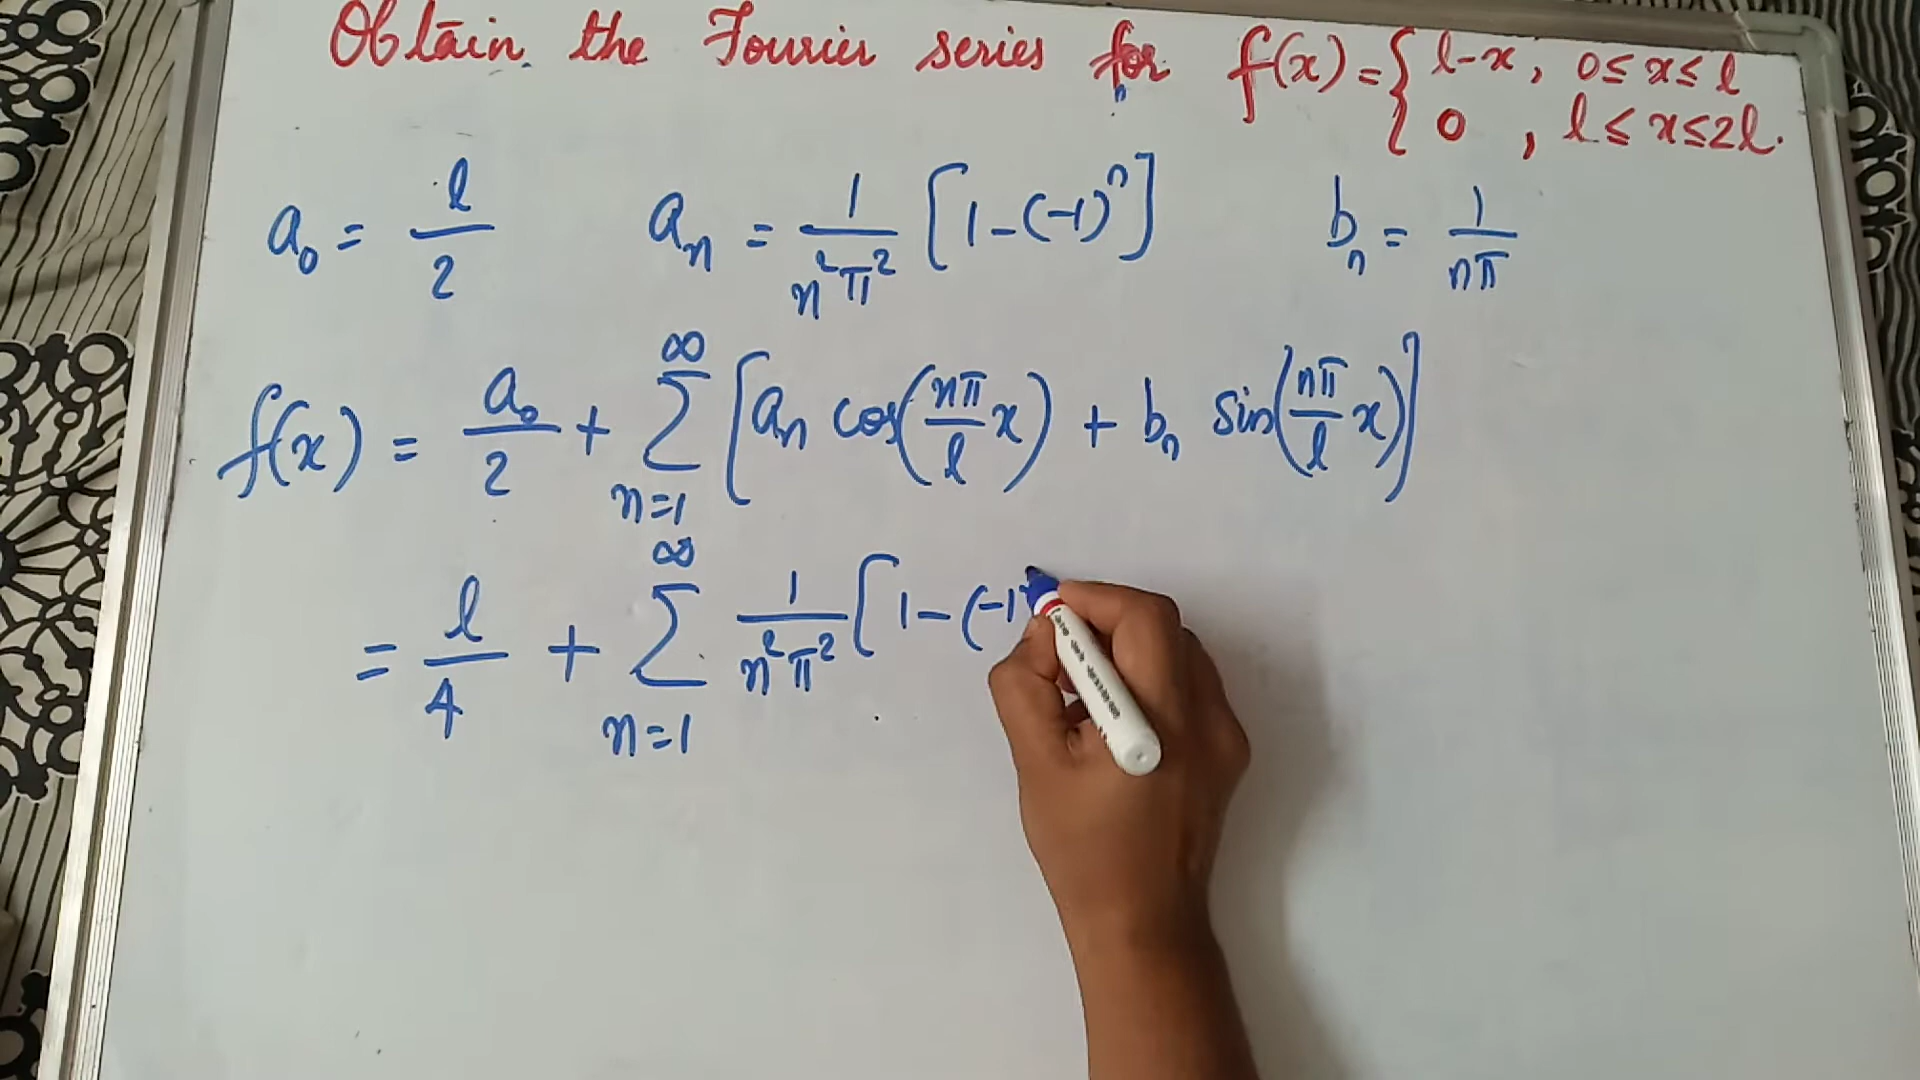 Obtain the Fourier series for f(x) = { l-x, 0 ≤ x ≤ l
0 , l ≤ x ≤ 2l.
a₀ = l/2 aₙ = 1/(n²π²) [1-(-1)ⁿ] bₙ = 1/(nπ)
f(x) = a₀/2 + ∑_{n=1}^{∞} [aₙ cos(nπ/l x) + bₙ sin(nπ/l x)]
= l/4 + ∑_{n=1}^{∞} 1/(n²π²) [1-(-1)